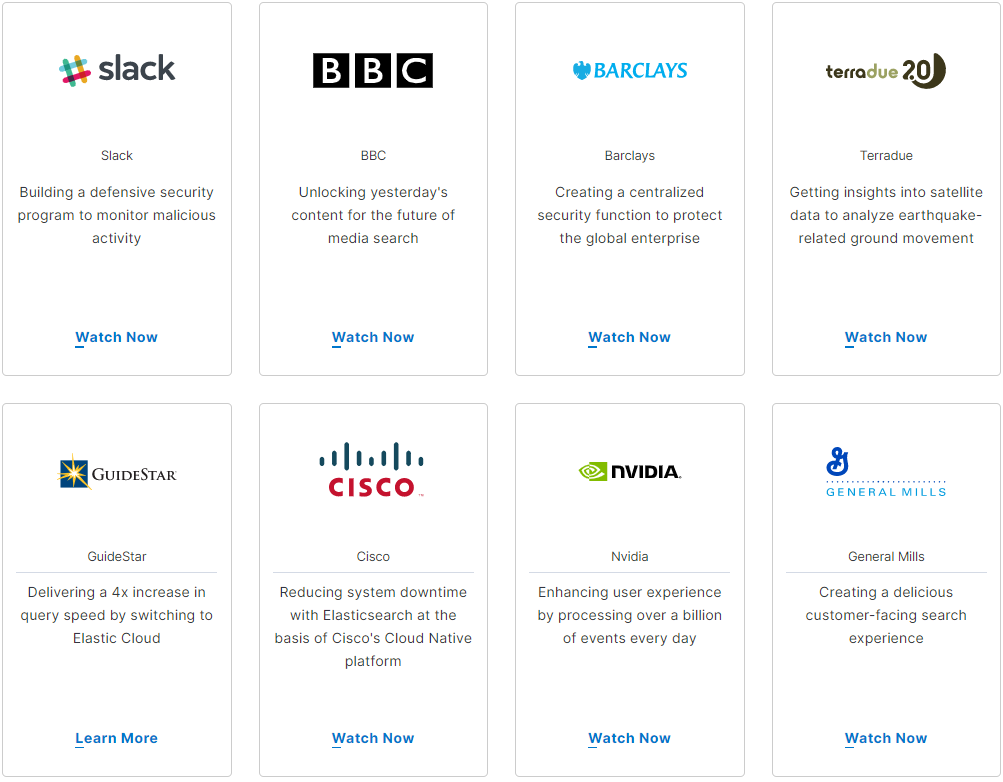 slack
BBC
BARCLAYS
terradue 2.0
Slack
BBC
Barclays
Terradue
Building a defensive security
program to monitor malicious
activity
Unlocking yesterday's
content for the future of
media search
Creating a centralized
security function to protect
the global enterprise
Getting insights into satellite
data to analyze earthquake-
related ground movement
Watch Now
Watch Now
Watch Now
Watch Now
GUIDESTAR
CISCO™
NVIDIA.
G
GENERAL MILLS
GuideStar
Cisco
Nvidia
General Mills
Delivering a 4x increase in
query speed by switching to
Elastic Cloud
Reducing system downtime
with Elasticsearch at the
basis of Cisco's Cloud Native
platform
Enhancing user experience
by processing over a billion
of events every day
Creating a delicious
customer-facing search
experience
Learn More
Watch Now
Watch Now
Watch Now